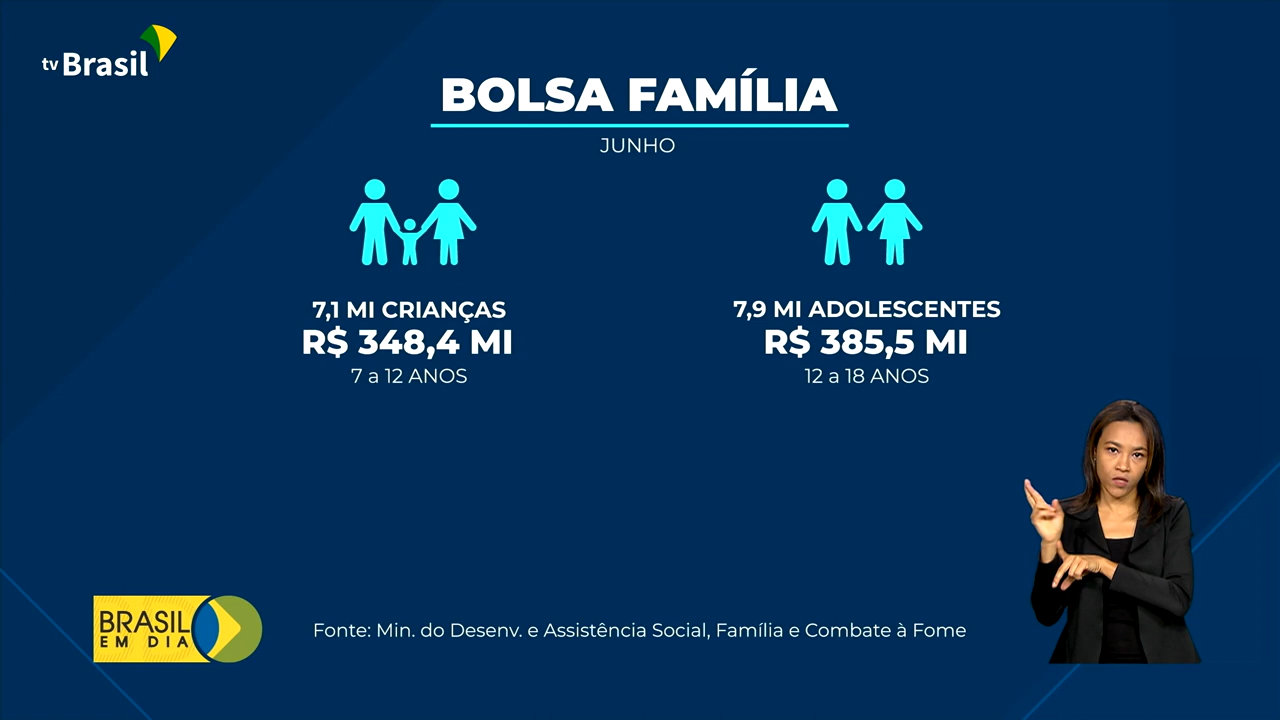 tv Brasil
BOLSA FAMÍLIA
JUNHO
7,1 MI CRIANÇAS
R$ 348,4 MI
7 a 12 ANOS
7,9 MI ADOLESCENTES
R$ 385,5 MI
12 a 18 ANOS
BRASIL
EM DIA
Fonte: Min. do Desenv. e Assistência Social, Família e Combate à Fome